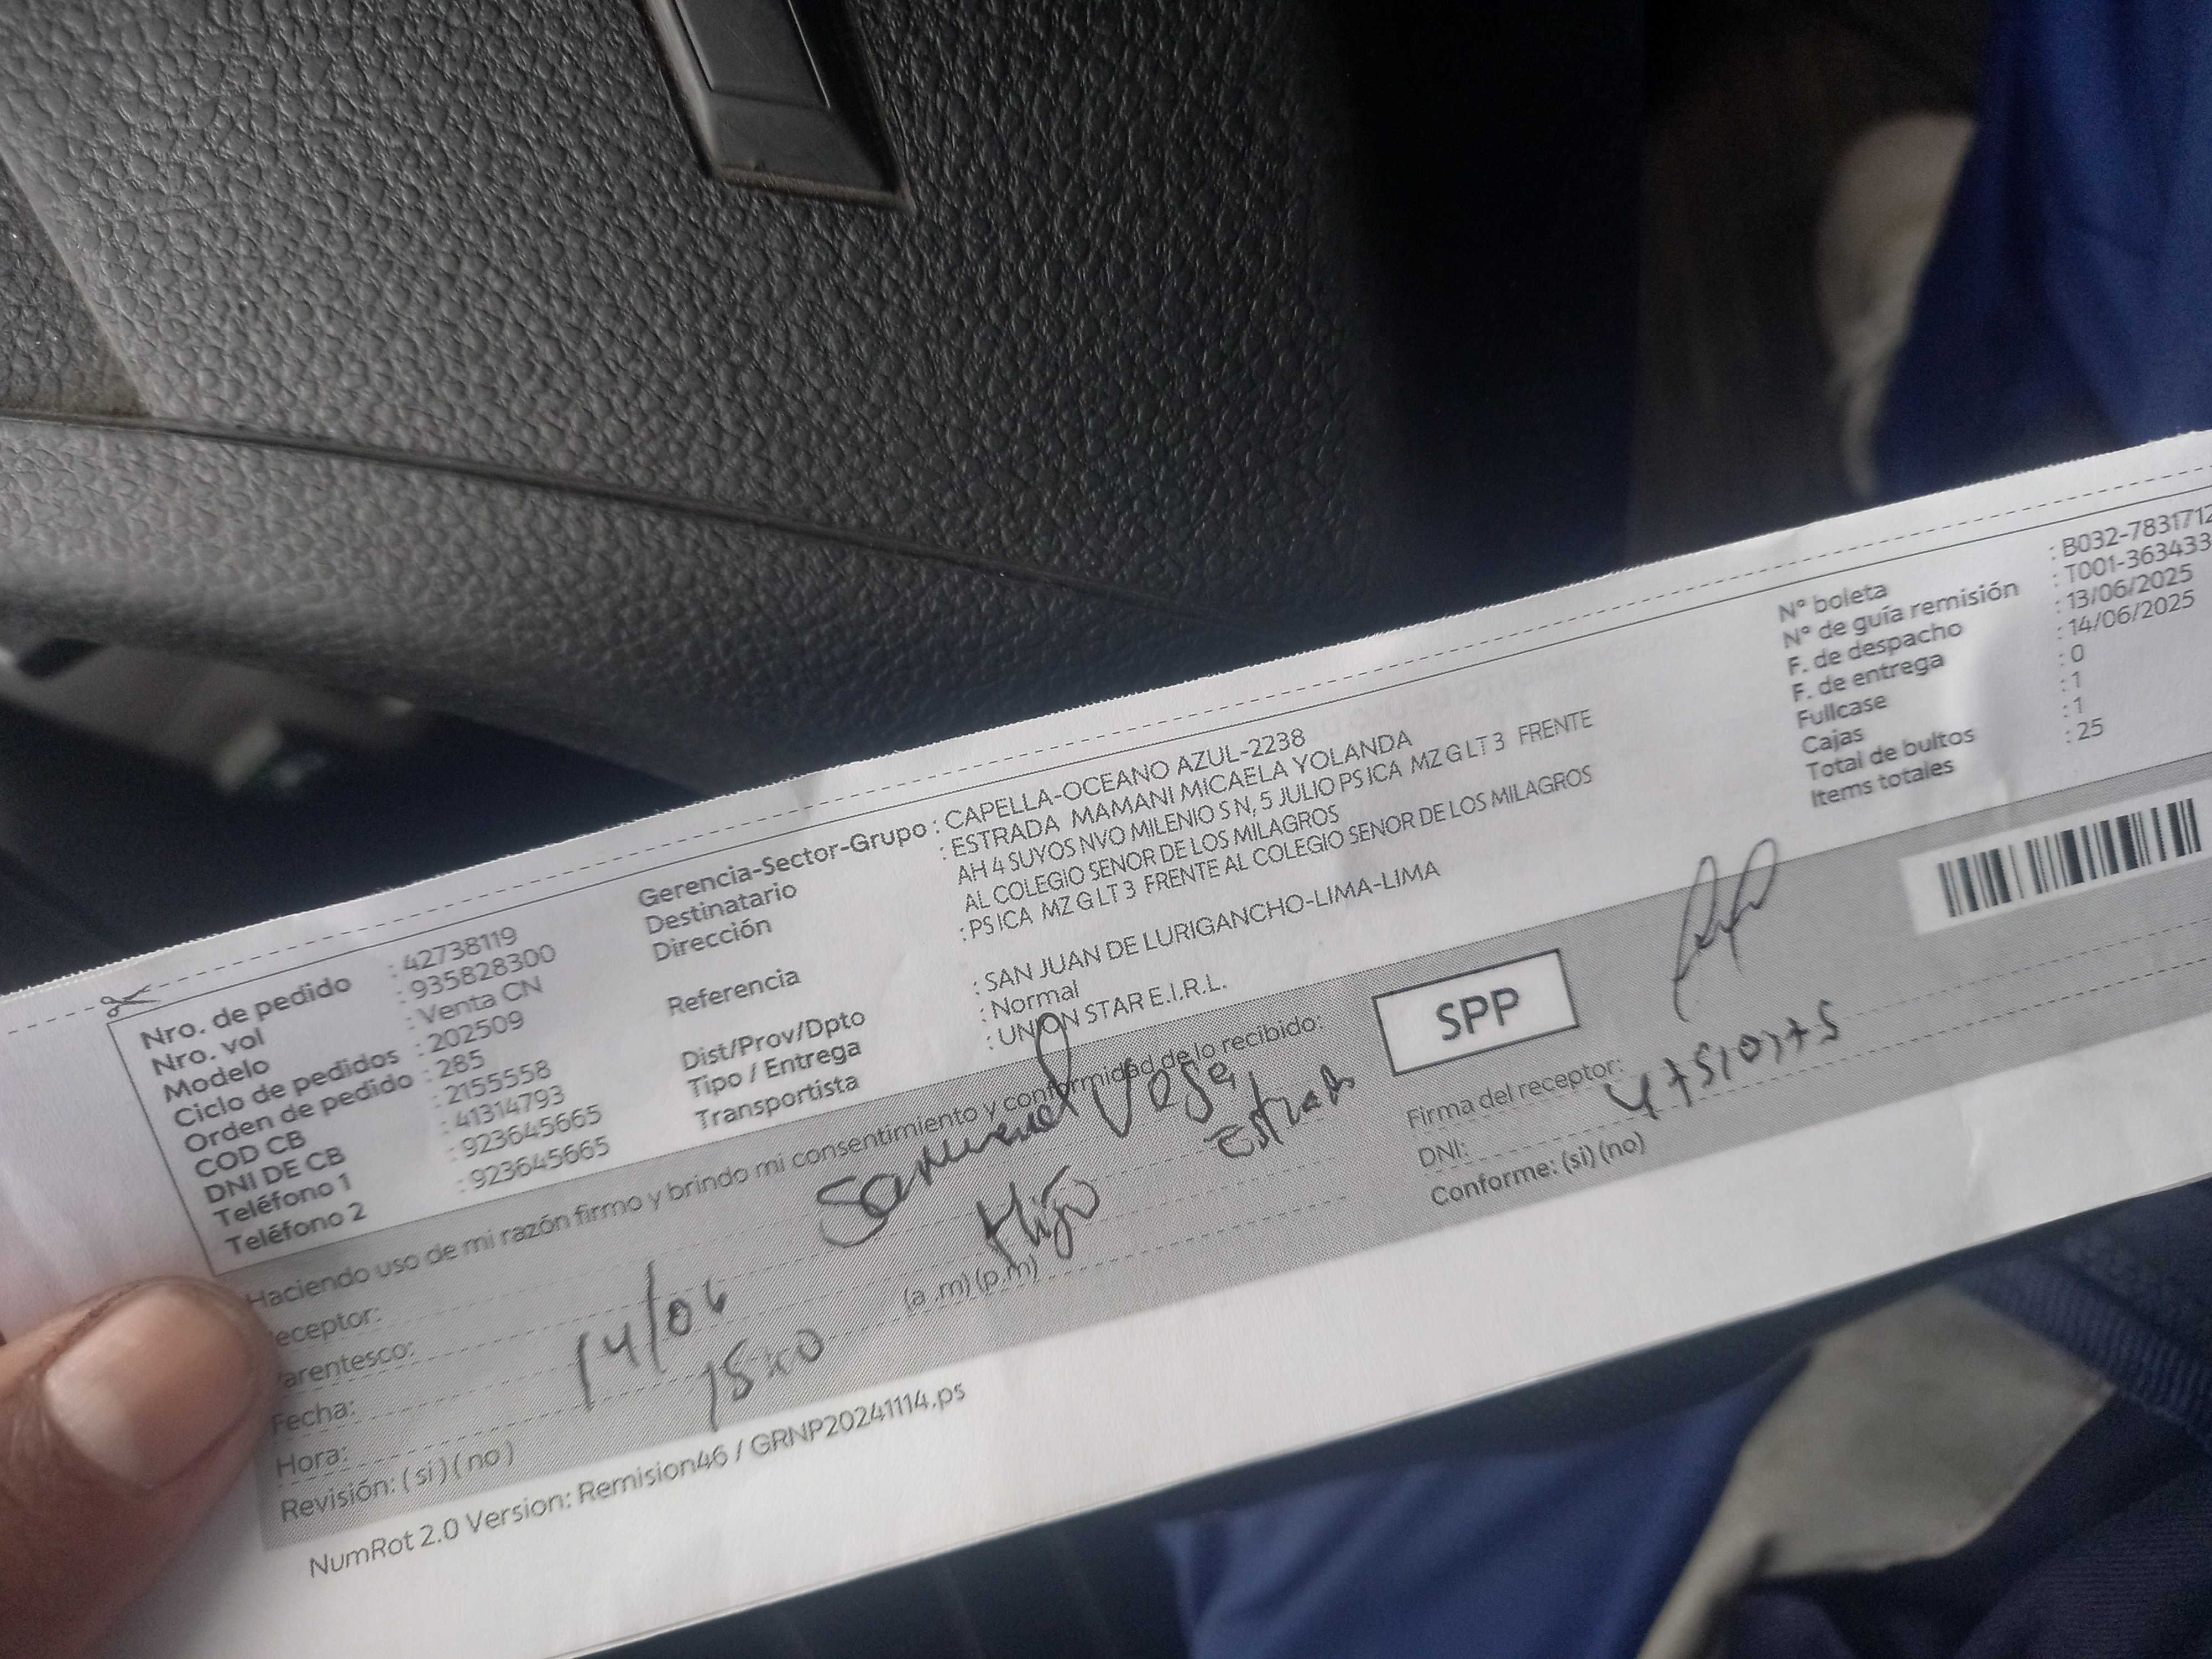 Nro. de pedido : 42738119
Nro. vol : 935828300
Modelo : Venta CN
Ciclo de pedidos : 202509
Orden de pedido : 285
COD CB : 2155558
DNI DE CB : 41314793
Teléfono 1 : 923645665
Teléfono 2 : 923645665
Gerencia-Sector-Grupo : CAPELLA-OCEANO AZUL-2238
Destinatario : ESTRADA MAMANI MICAELA YOLANDA
Dirección AH 4 SUYOS NVO MILENIO S N, 5 JULIO PS ICA MZ G LT 3 FRENTE
AL COLEGIO SENOR DE LOS MILAGROS
Referencia : PS ICA MZ G LT 3 FRENTE AL COLEGIO SENOR DE LOS MILAGROS
Dist/Prov/Dpto : SAN JUAN DE LURIGANCHO-LIMA-LIMA
Tipo / Entrega : Normal
Transportista : UNION STAR E.I.R.L.
N° boleta : B032-7831712
N° de guía remisión : T001-363433
F. de despacho : 13/06/2025
F. de entrega : 14/06/2025
Fullcase : 0
Cajas : 1
Total de bultos : 1
Items totales : 25
Haciendo uso de mi razón firmo y brindo mi consentimiento y conformidad de lo recibido:
SPP
eceptor: Samuel Vega
Estrada
arentesco: Hijo
Fecha: 14/06
Hora: (a .m) (p.m)
Revisión: ( si ) ( no )
Firma del receptor:
DNI:
Conforme: (si) (no)
NumRot 2.0 Version: Remision46 / GRNP20241114.ps